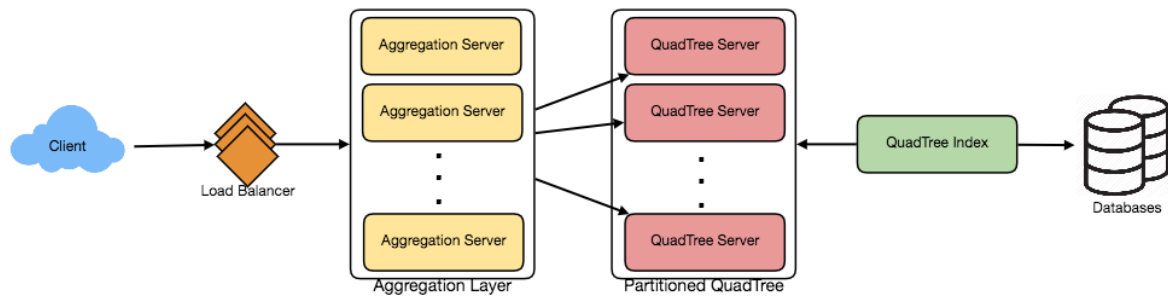 Client
Load Balancer
Aggregation Server
Aggregation Server
Aggregation Server
Aggregation Layer
QuadTree Server
QuadTree Server
QuadTree Server
Partitioned QuadTree
QuadTree Index
Databases